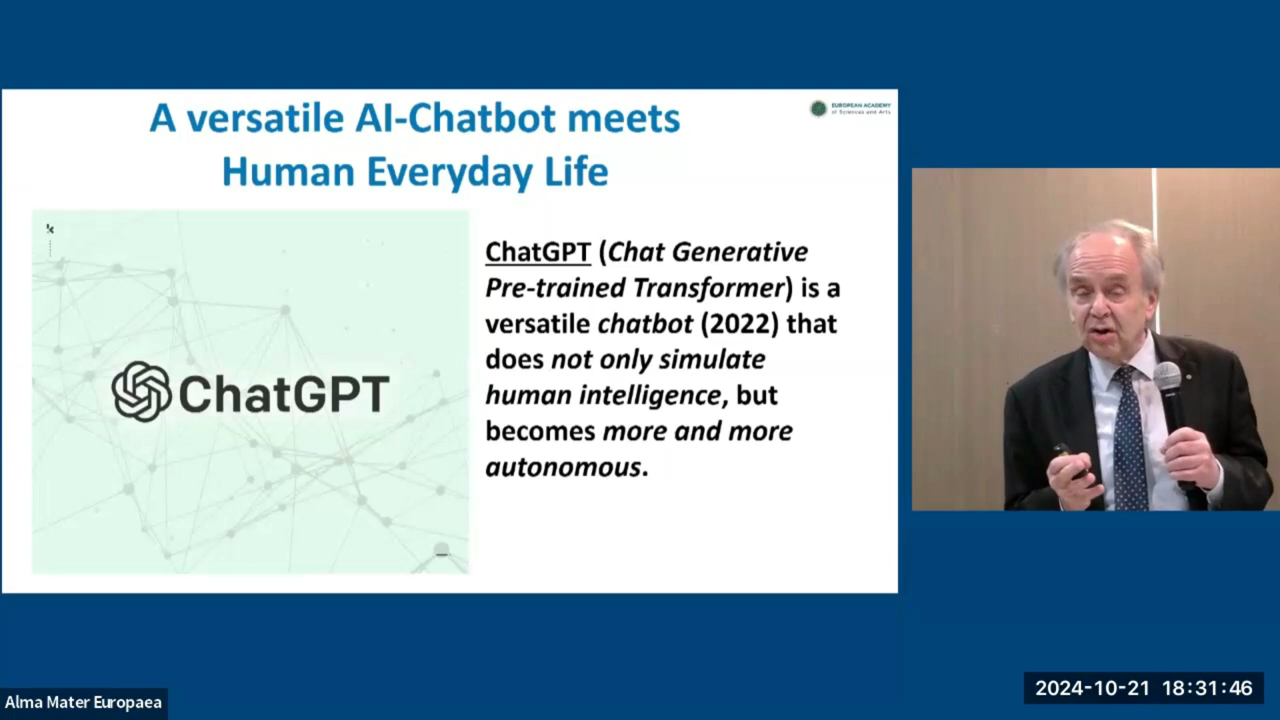 A versatile AI-Chatbot meets
Human Everyday Life
EUROPEAN ACADEMY
of Sciences and Arts
ChatGPT
ChatGPT (Chat Generative
Pre-trained Transformer) is a
versatile chatbot (2022) that
does not only simulate
human intelligence, but
becomes more and more
autonomous.
Alma Mater Europaea
2024-10-21 18:31:46